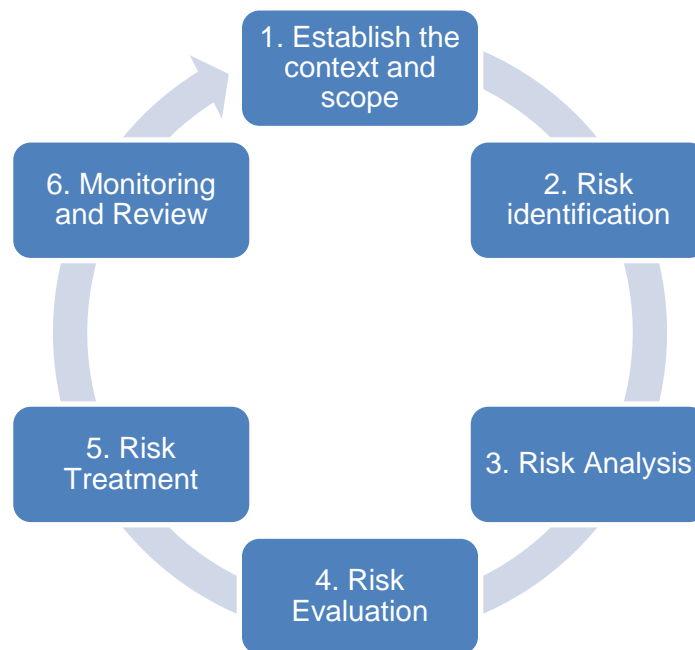 1. Establish the
context and
scope
2. Risk
identification
3. Risk Analysis
4. Risk
Evaluation
5. Risk
Treatment
6. Monitoring
and Review